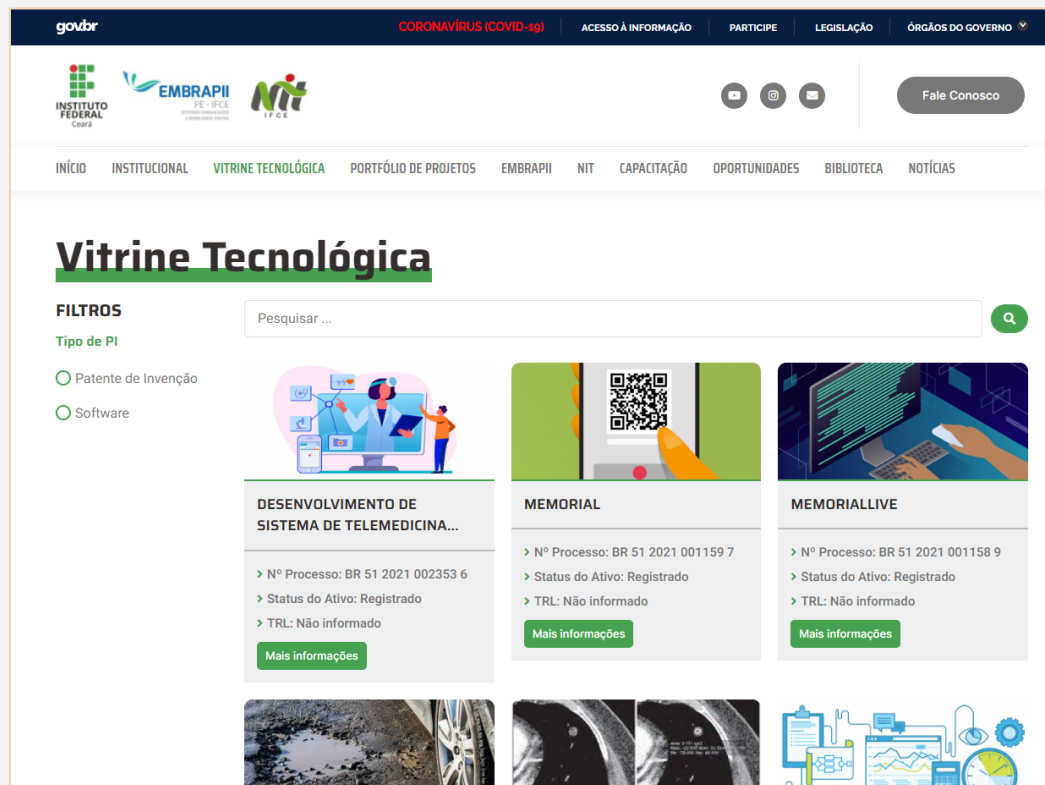 gov.br
CORONAVÍRUS (COVID-19)
ACESSO À INFORMAÇÃO
PARTICIPE
LEGISLAÇÃO
ÓRGÃOS DO GOVERNO
INSTITUTO
FEDERAL
Ceará
EMBRAPII
PE - IFCE
SISTEMAS EMBARCADOS
E MOBILIDADE DIGITAL
Nit
IFCE
Fale Conosco
INÍCIO
INSTITUCIONAL
VITRINE TECNOLÓGICA
PORTFÓLIO DE PROJETOS
EMBRAPII
NIT
CAPACITAÇÃO
OPORTUNIDADES
BIBLIOTECA
NOTÍCIAS
Vitrine Tecnológica
FILTROS
Tipo de PI
Patente de Invenção
Software
Pesquisar ...
DESENVOLVIMENTO DE
SISTEMA DE TELEMEDICINA...
Nº Processo: BR 51 2021 002353 6
Status do Ativo: Registrado
TRL: Não informado
Mais informações
MEMORIAL
Nº Processo: BR 51 2021 001159 7
Status do Ativo: Registrado
TRL: Não informado
Mais informações
MEMORIALLIVE
Nº Processo: BR 51 2021 001158 9
Status do Ativo: Registrado
TRL: Não informado
Mais informações